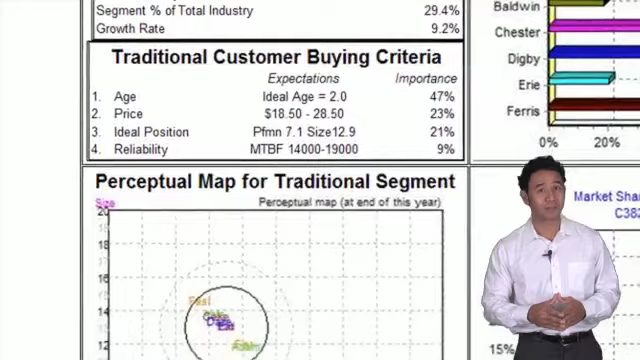 Segment % of Total Industry 29.4%
Growth Rate 9.2%
Traditional Customer Buying Criteria
Expectations Importance
1. Age Ideal Age = 2.0 47%
2. Price $18.50 - 28.50 23%
3. Ideal Position Pfmn 7.1 Size12.9 21%
4. Reliability MTBF 14000-19000 9%
Perceptual Map for Traditional Segment
Size Perceptual map (at end of this year)
20
18
16
14
12
Baldwin
Chester
Digby
Erie
Ferris
0% 20%
Market Shar
C382
15%